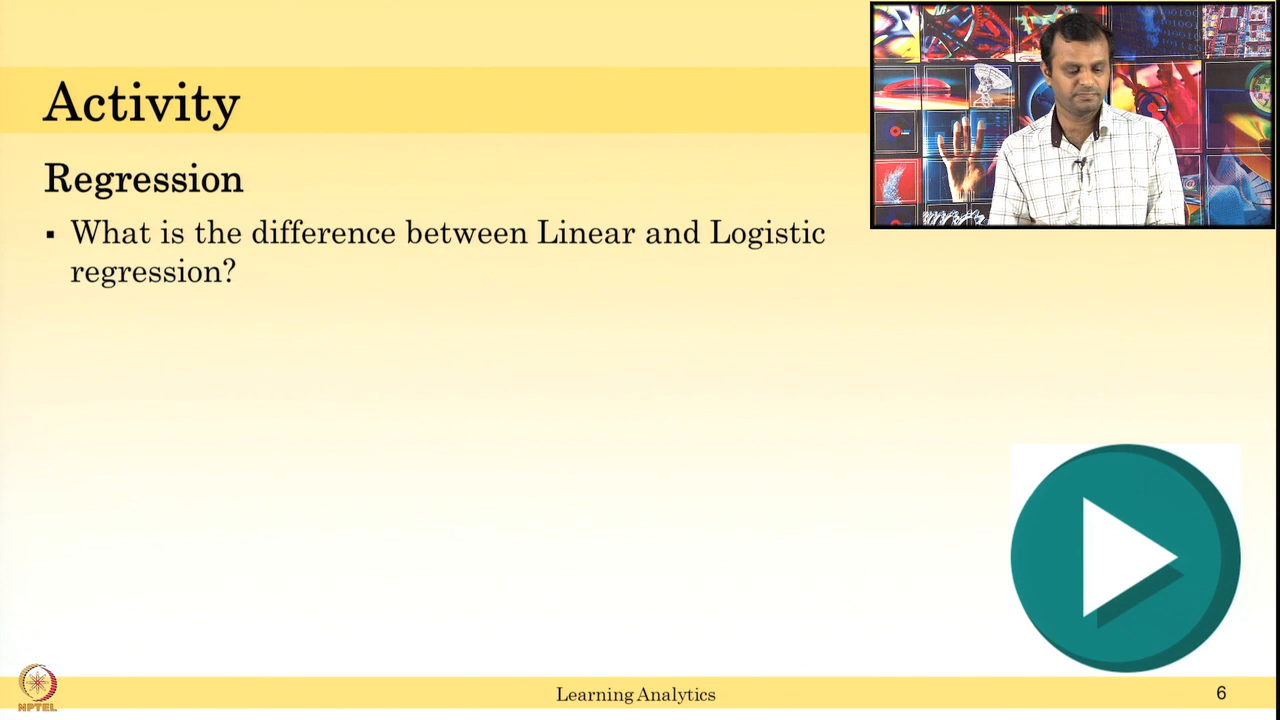 Activity
Regression
▪ What is the difference between Linear and Logistic
regression?
NPTEL
Learning Analytics
6